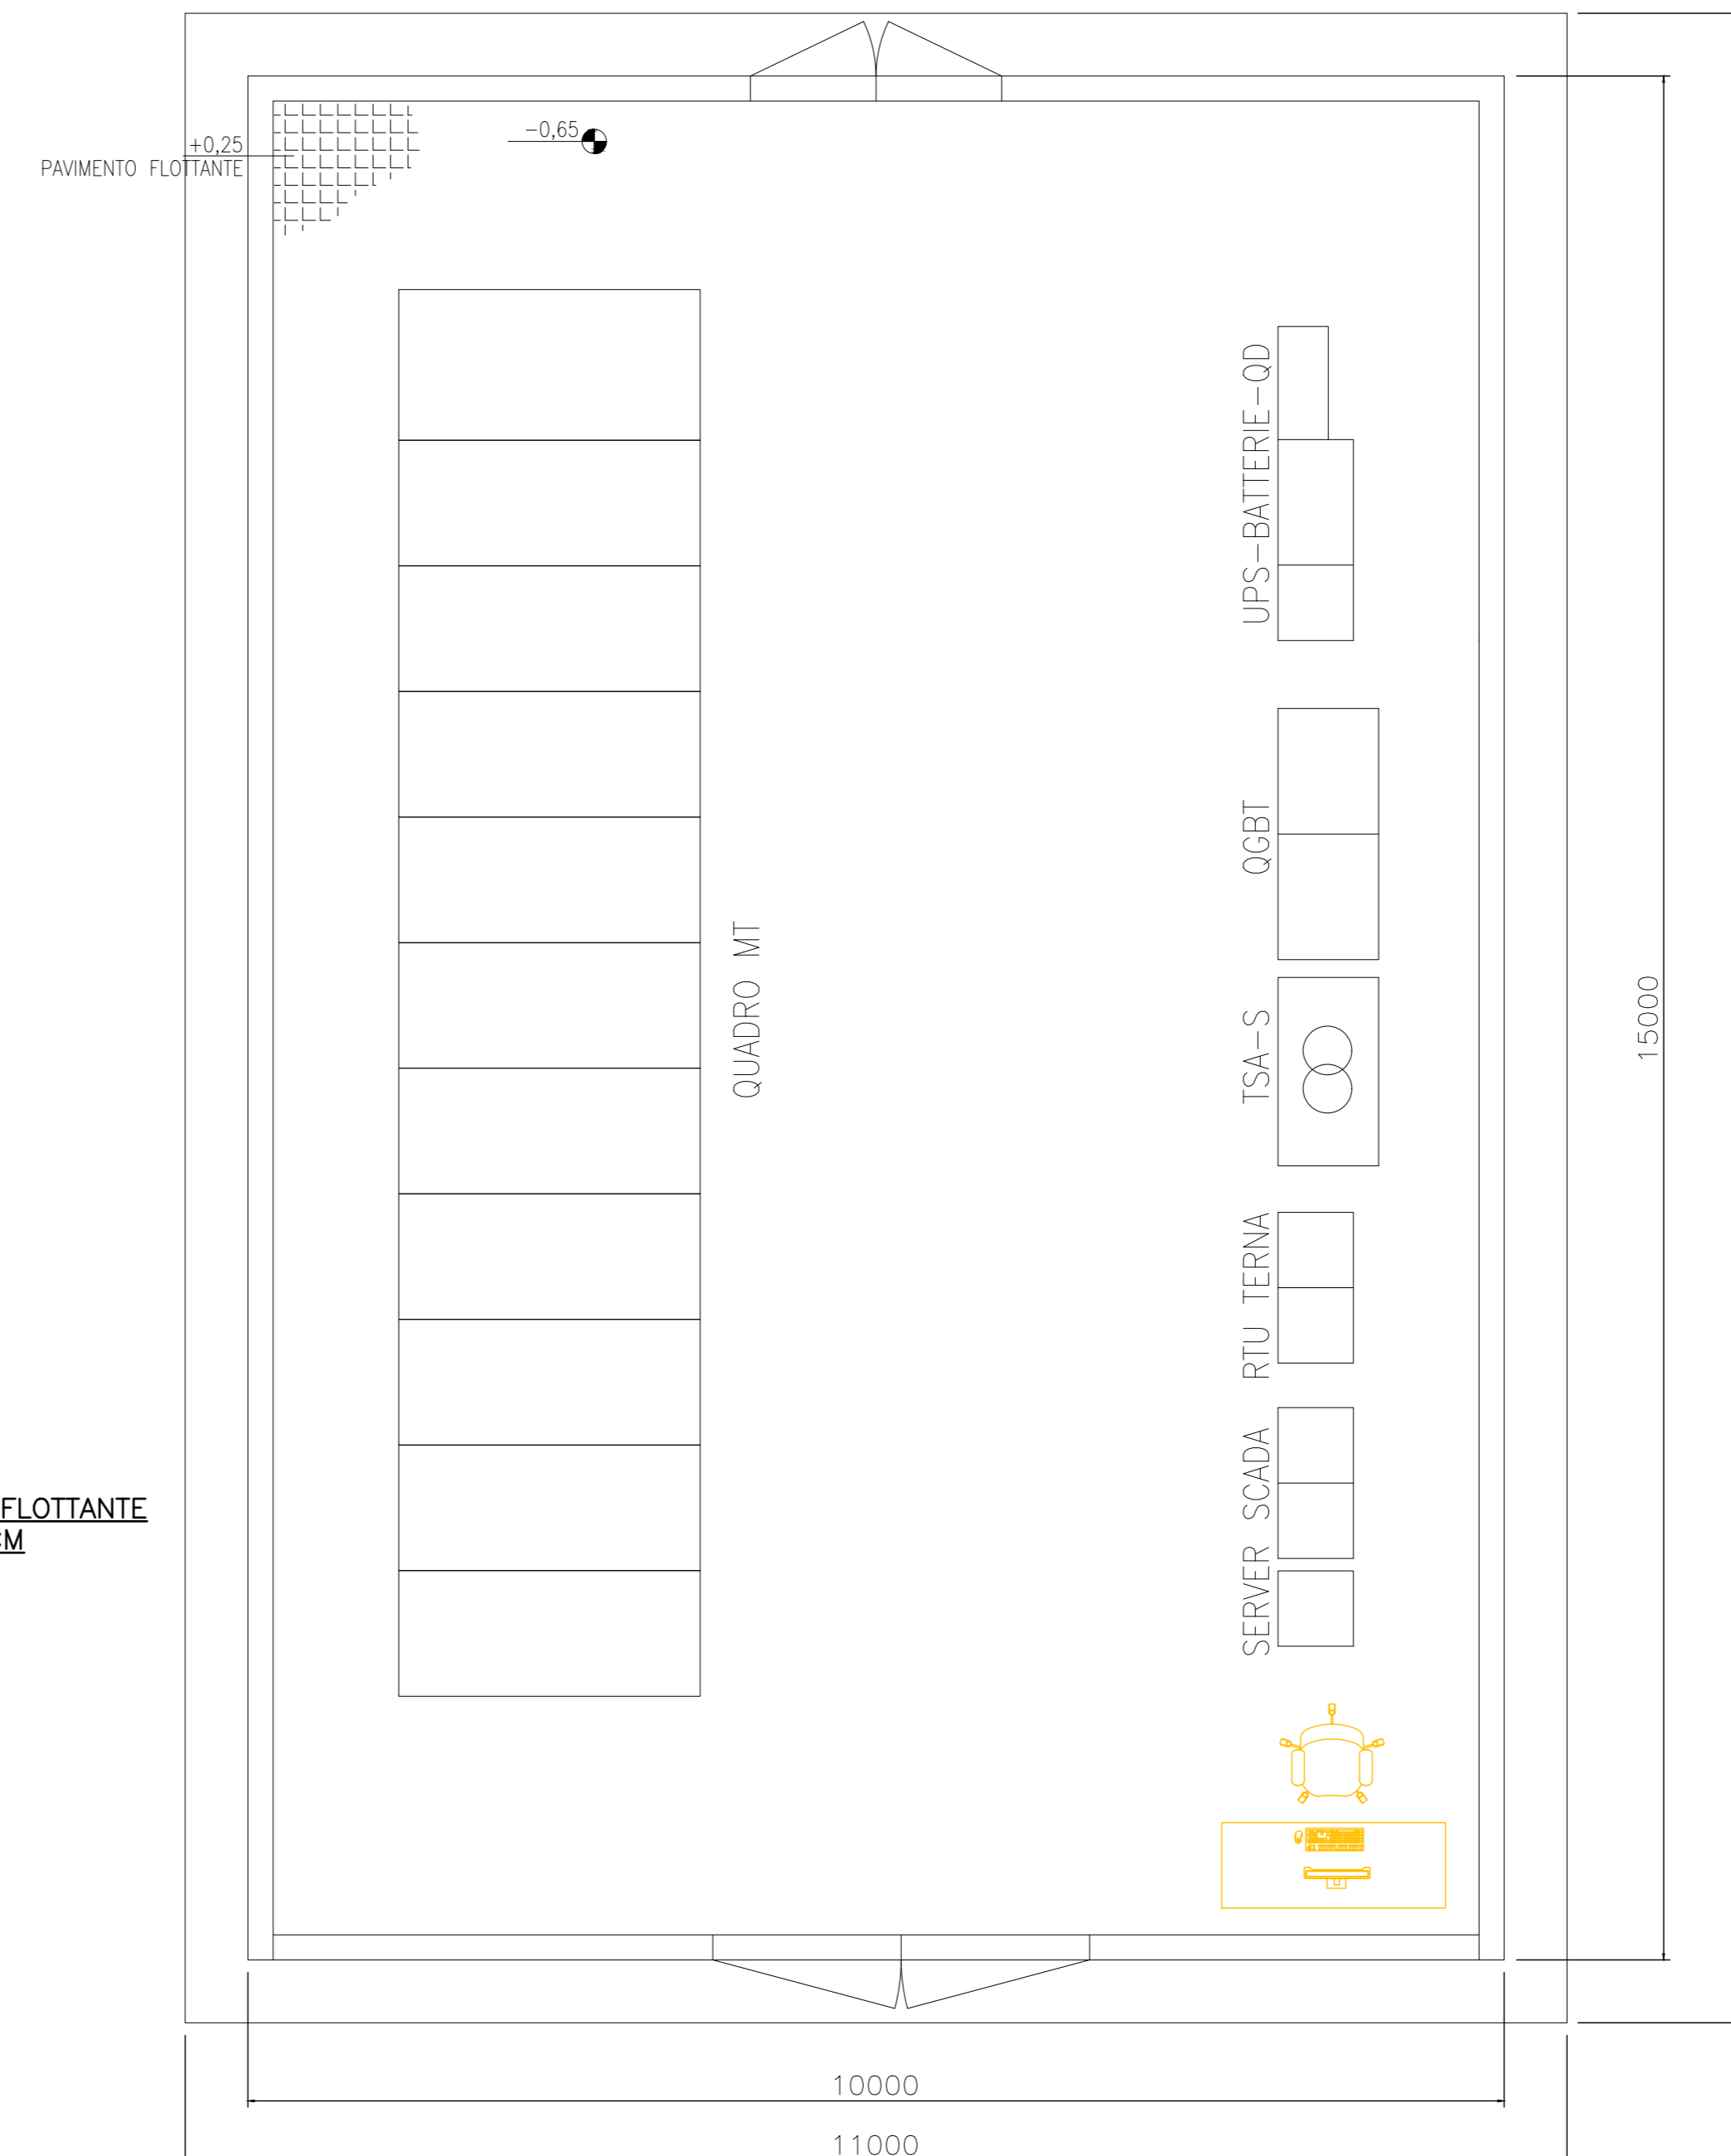 -0,65
+0,25
PAVIMENTO FLOTTANTE
UPS-BATTERIE-QD
QGBT
QUADRO MT
TSA-S
15000
RTU TERNA
SERVER SCADA
FLOTTANTE
CM
10000
11000